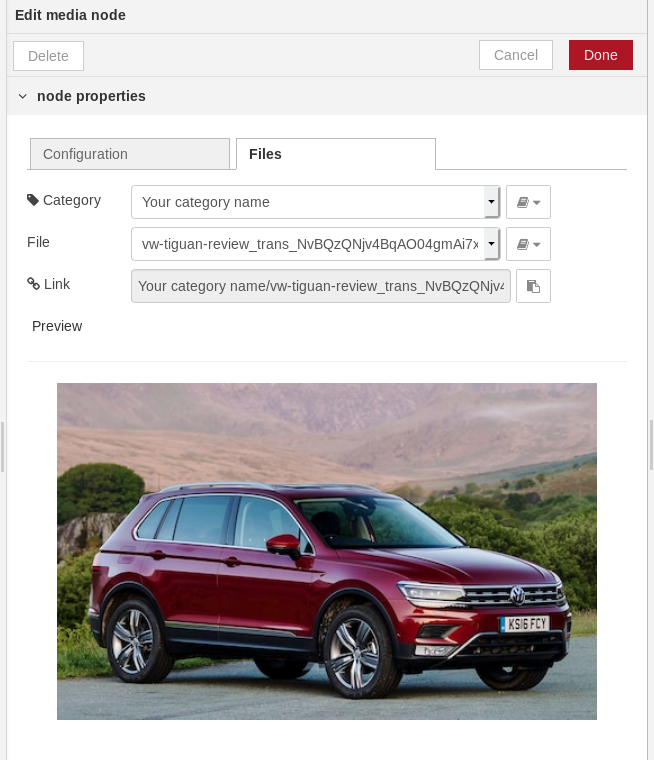 Edit media node
Delete
Cancel
Done
node properties
Configuration
Files
Category
Your category name
File
vw-tiguan-review_trans_NvBQzQNjv4BqAO04gmAi7x
Link
Your category name/vw-tiguan-review_trans_NvBQzQNjv4
Preview
KS16 FCY